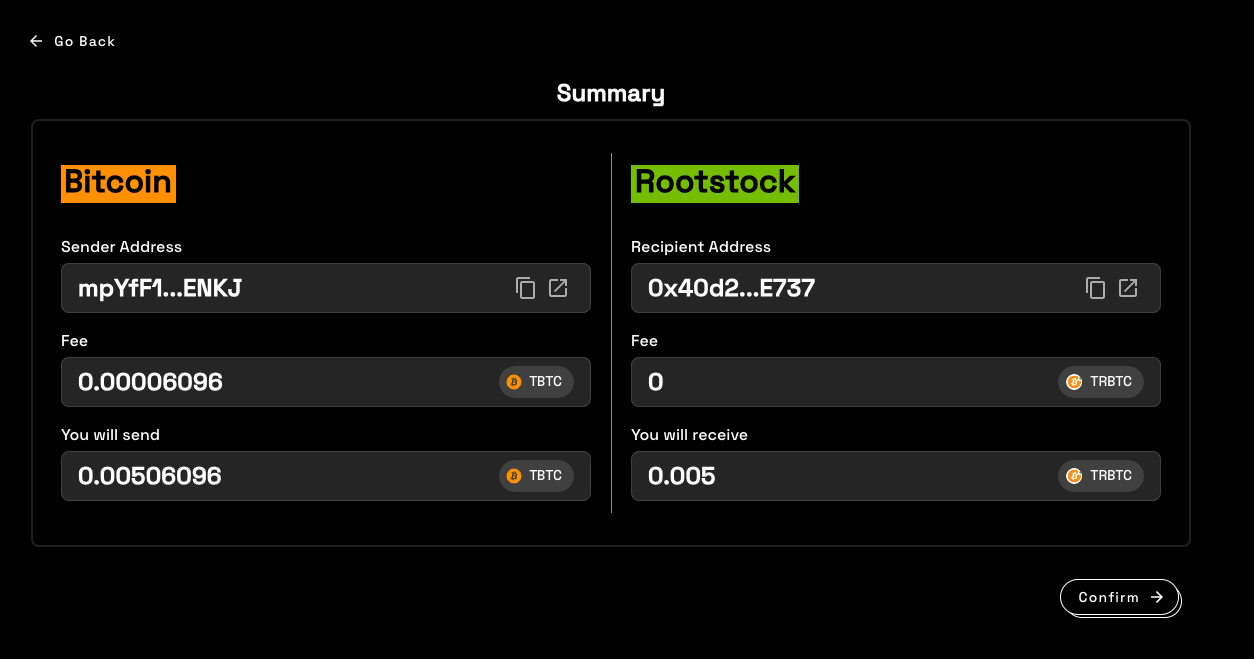 Go Back
Summary
Bitcoin
Sender Address
mpYfF1...ENKJ
Fee
0.00006096
TBTC
You will send
0.00506096
TBTC
Rootstock
Recipient Address
0x40d2...E737
Fee
0
TRBTC
You will receive
0.005
TRBTC
Confirm